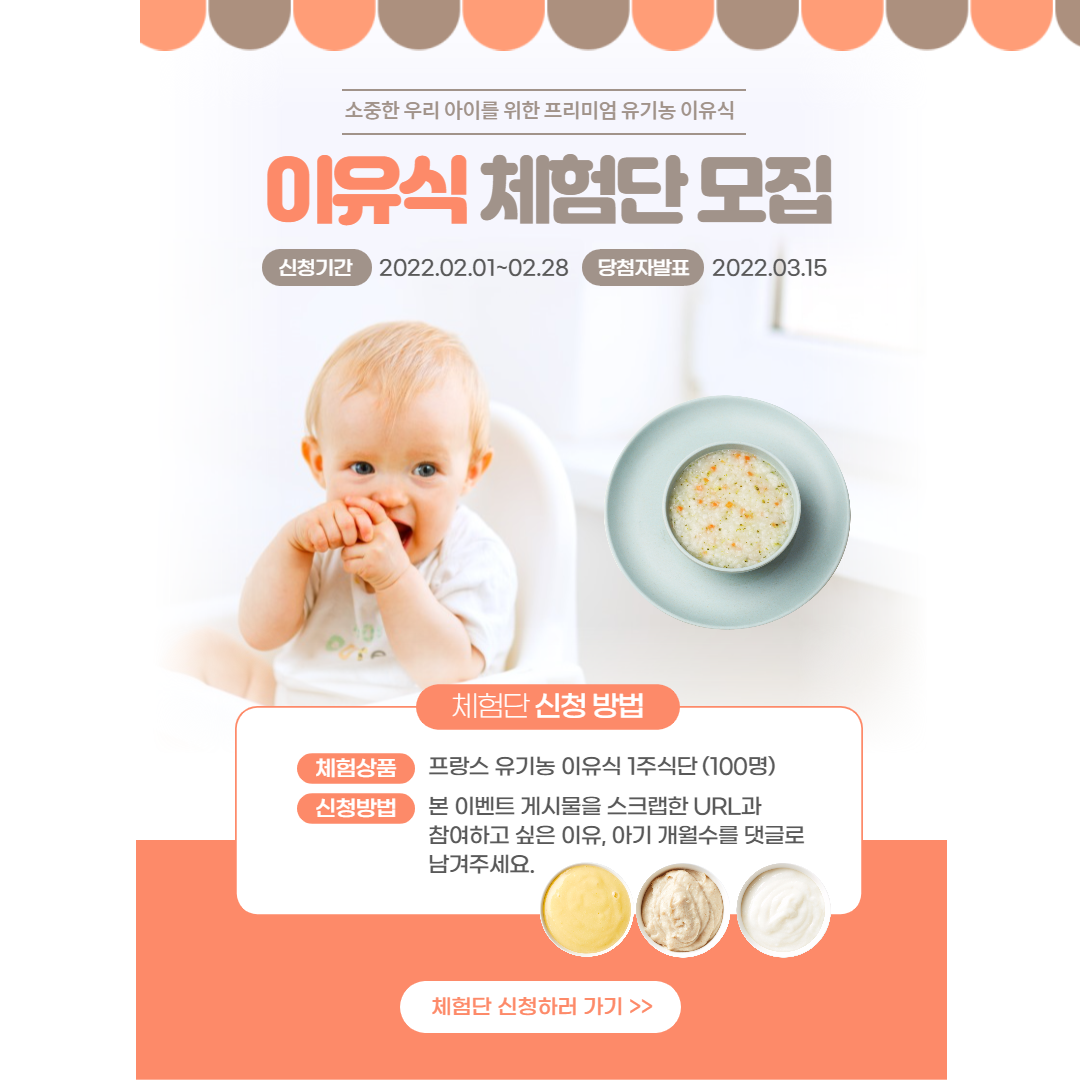 소중한 우리 아이를 위한 프리미엄 유기농 이유식
이유식 체험단 모집
신청기간 2022.02.01~02.28 당첨자발표 2022.03.15
체험단 신청 방법
체험상품 프랑스 유기농 이유식 1주식단 (100명)
신청방법 본 이벤트 게시물을 스크랩한 URL과
참여하고 싶은 이유, 아기 개월수를 댓글로
남겨주세요.
체험단 신청하러 가기 >>